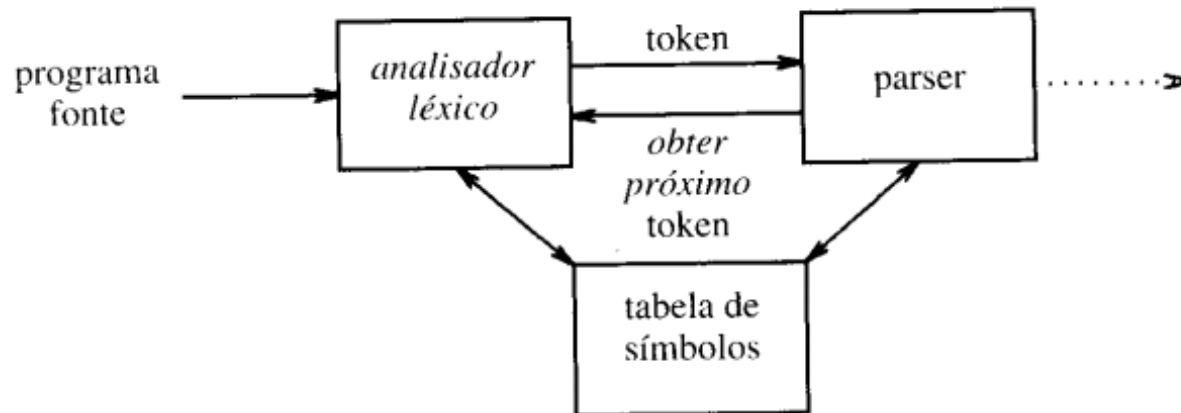 programa
fonte
analisador
léxico
token
obter
próximo
token
parser
tabela de
símbolos